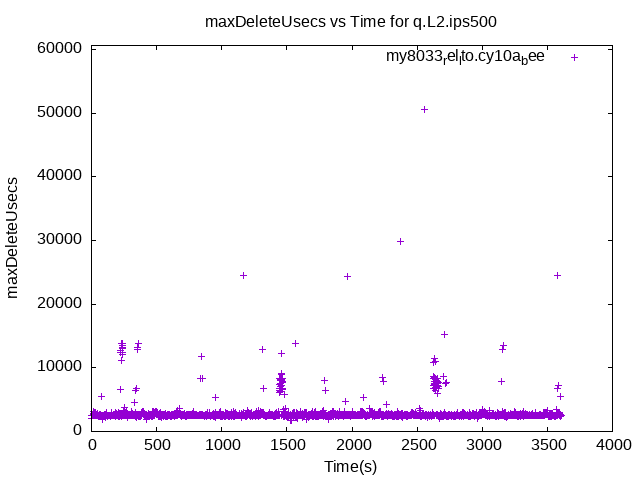 maxDeleteUsecs vs Time for q.L2.ips500
my8033relito.cy10abee
60000
50000
40000
30000
20000
10000
0
maxDeleteUsecs
0 500 1000 1500 2000 2500 3000 3500 4000
Time(s)